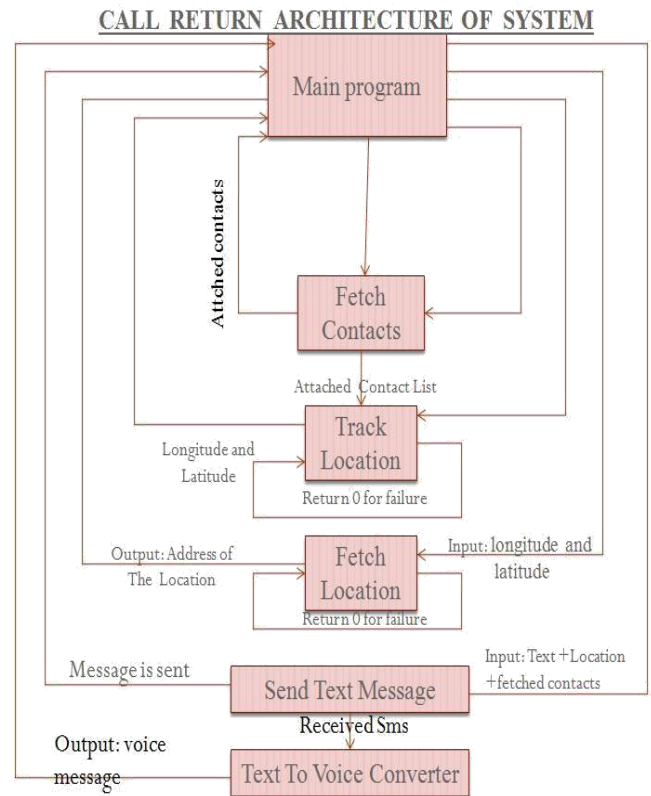 CALL RETURN ARCHITECTURE OF SYSTEM
Main program
Attched contacts
Fetch
Contacts
Attached Contact List
Track
Location
Longitude and
Latitude
Return 0 for failure
Output: Address of
The Location
Fetch
Location
Input: longitude and
latitude
Return 0 for failure
Message is sent
Send Text Message
Input: Text +Location
+fetched contacts
Received Sms
Output: voice
message
Text To Voice Converter